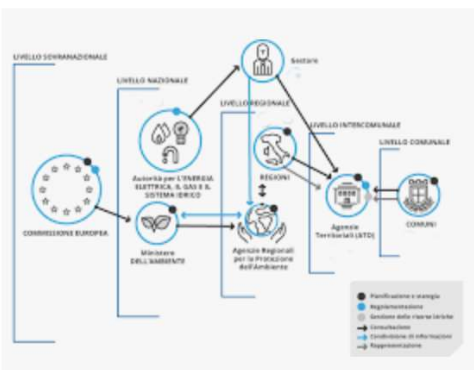 LIVELLO SOVRANAZIONALE
LIVELLO NAZIONALE
LIVELLO REGIONALE
LIVELLO INTERCOMUNALE
LIVELLO COMUNALE
Gestore
Autorità per L'ENERGIA
ELETTRICA, IL GAS E IL
SISTEMA IDRICO
REGIONI
COMMISSIONE EUROPEA
Ministero
DELL'AMBIENTE
Agenzie Regionali
per la Protezione
dell'Ambiente
Agenzie
Territoriali (ATO)
COMUNI
Pianificazione e strategia
Regolamentazione
Gestione delle risorse idriche
Consultazione
Condivisione di informazioni
Rappresentazione